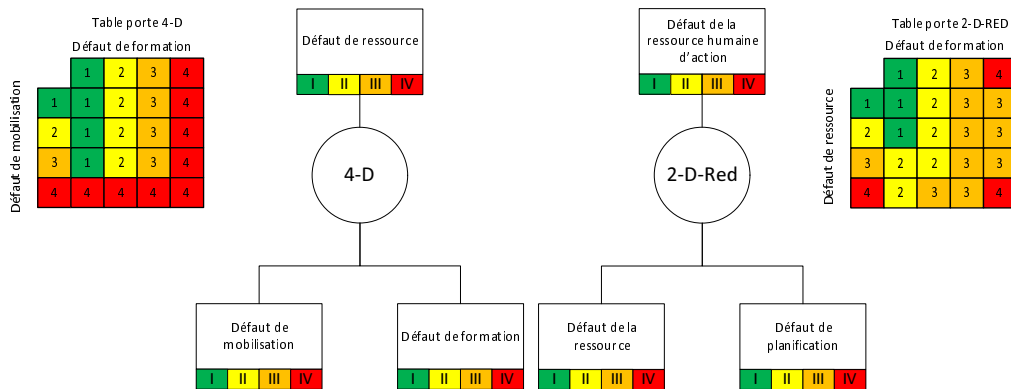 Table porte 4-D
Défaut de formation
Défaut de mobilisation
1 2 3 4
1 1 2 3 4
2 1 2 3 4
3 1 2 3 4
4 4 4 4 4
Défaut de ressource
I II III IV
4-D
Défaut de
mobilisation
I II III IV
Défaut de formation
I II III IV
Défaut de la
ressource humaine
d'action
I II III IV
2-D-Red
Défaut de la
ressource
I II III IV
Défaut de
planification
I II III IV
Table porte 2-D-RED
Défaut de formation
Défaut de ressource
1 2 3 4
1 1 2 3 3
2 1 2 3 3
3 2 2 3 3
4 2 3 3 4